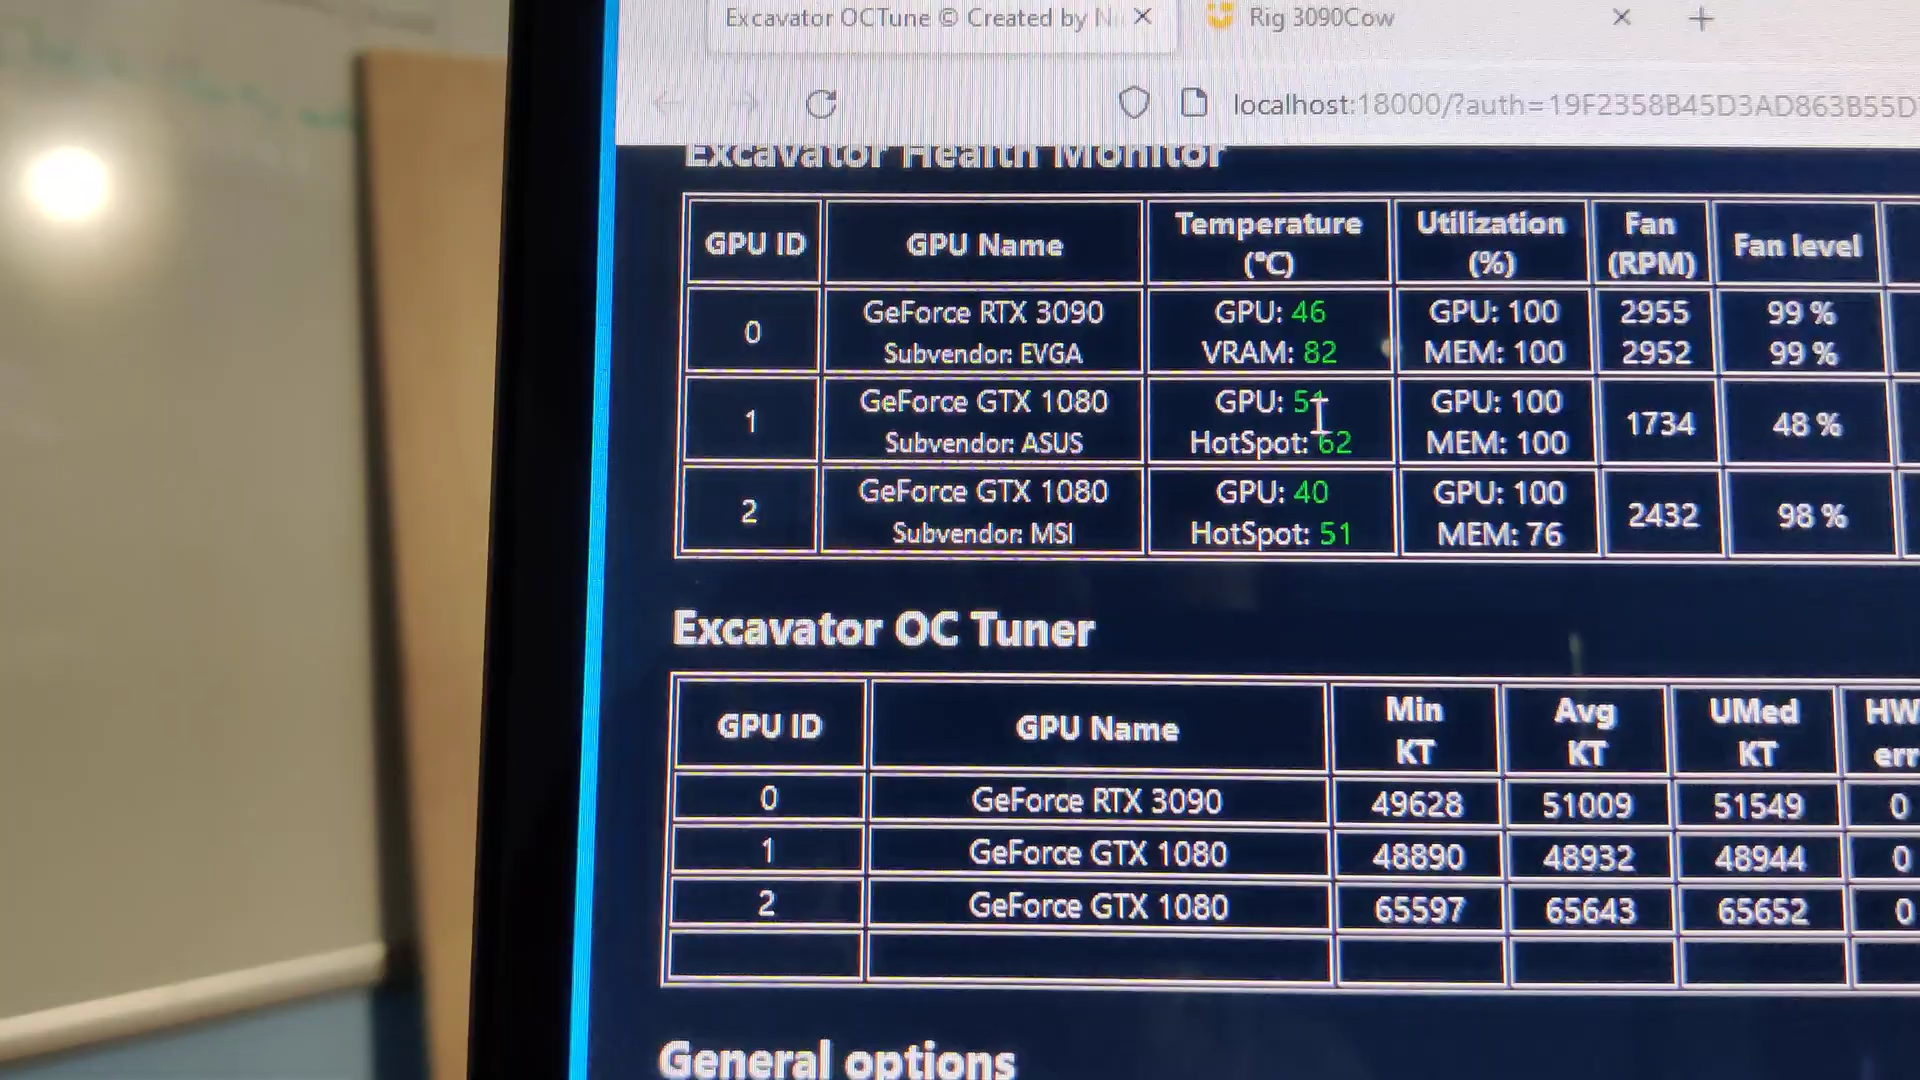 Excavator OCTune © Created by
Rig 3090Cow
localhost:18000/?auth=19F2358B45D3AD863B55D
Excavator Health Monitor
GPU ID GPU Name Temperature (°C) Utilization (%) Fan (RPM) Fan level
0 GeForce RTX 3090 GPU: 46 GPU: 100 2955 99 %
Subvendor: EVGA VRAM: 82 MEM: 100 2952 99 %
1 GeForce GTX 1080 GPU: GPU: 100 1734 48 %
Subvendor: ASUS HotSpot: 62 MEM: 100
2 GeForce GTX 1080 GPU: 40 GPU: 100 2432 98 %
Subvendor: MSI HotSpot: 51 MEM: 76
Excavator OC Tuner
GPU ID GPU Name Min KT Avg KT UMed KT HW err
0 GeForce RTX 3090 49628 51009 51549 0
1 GeForce GTX 1080 48890 48932 48944 0
2 GeForce GTX 1080 65597 65643 65652 0
General options